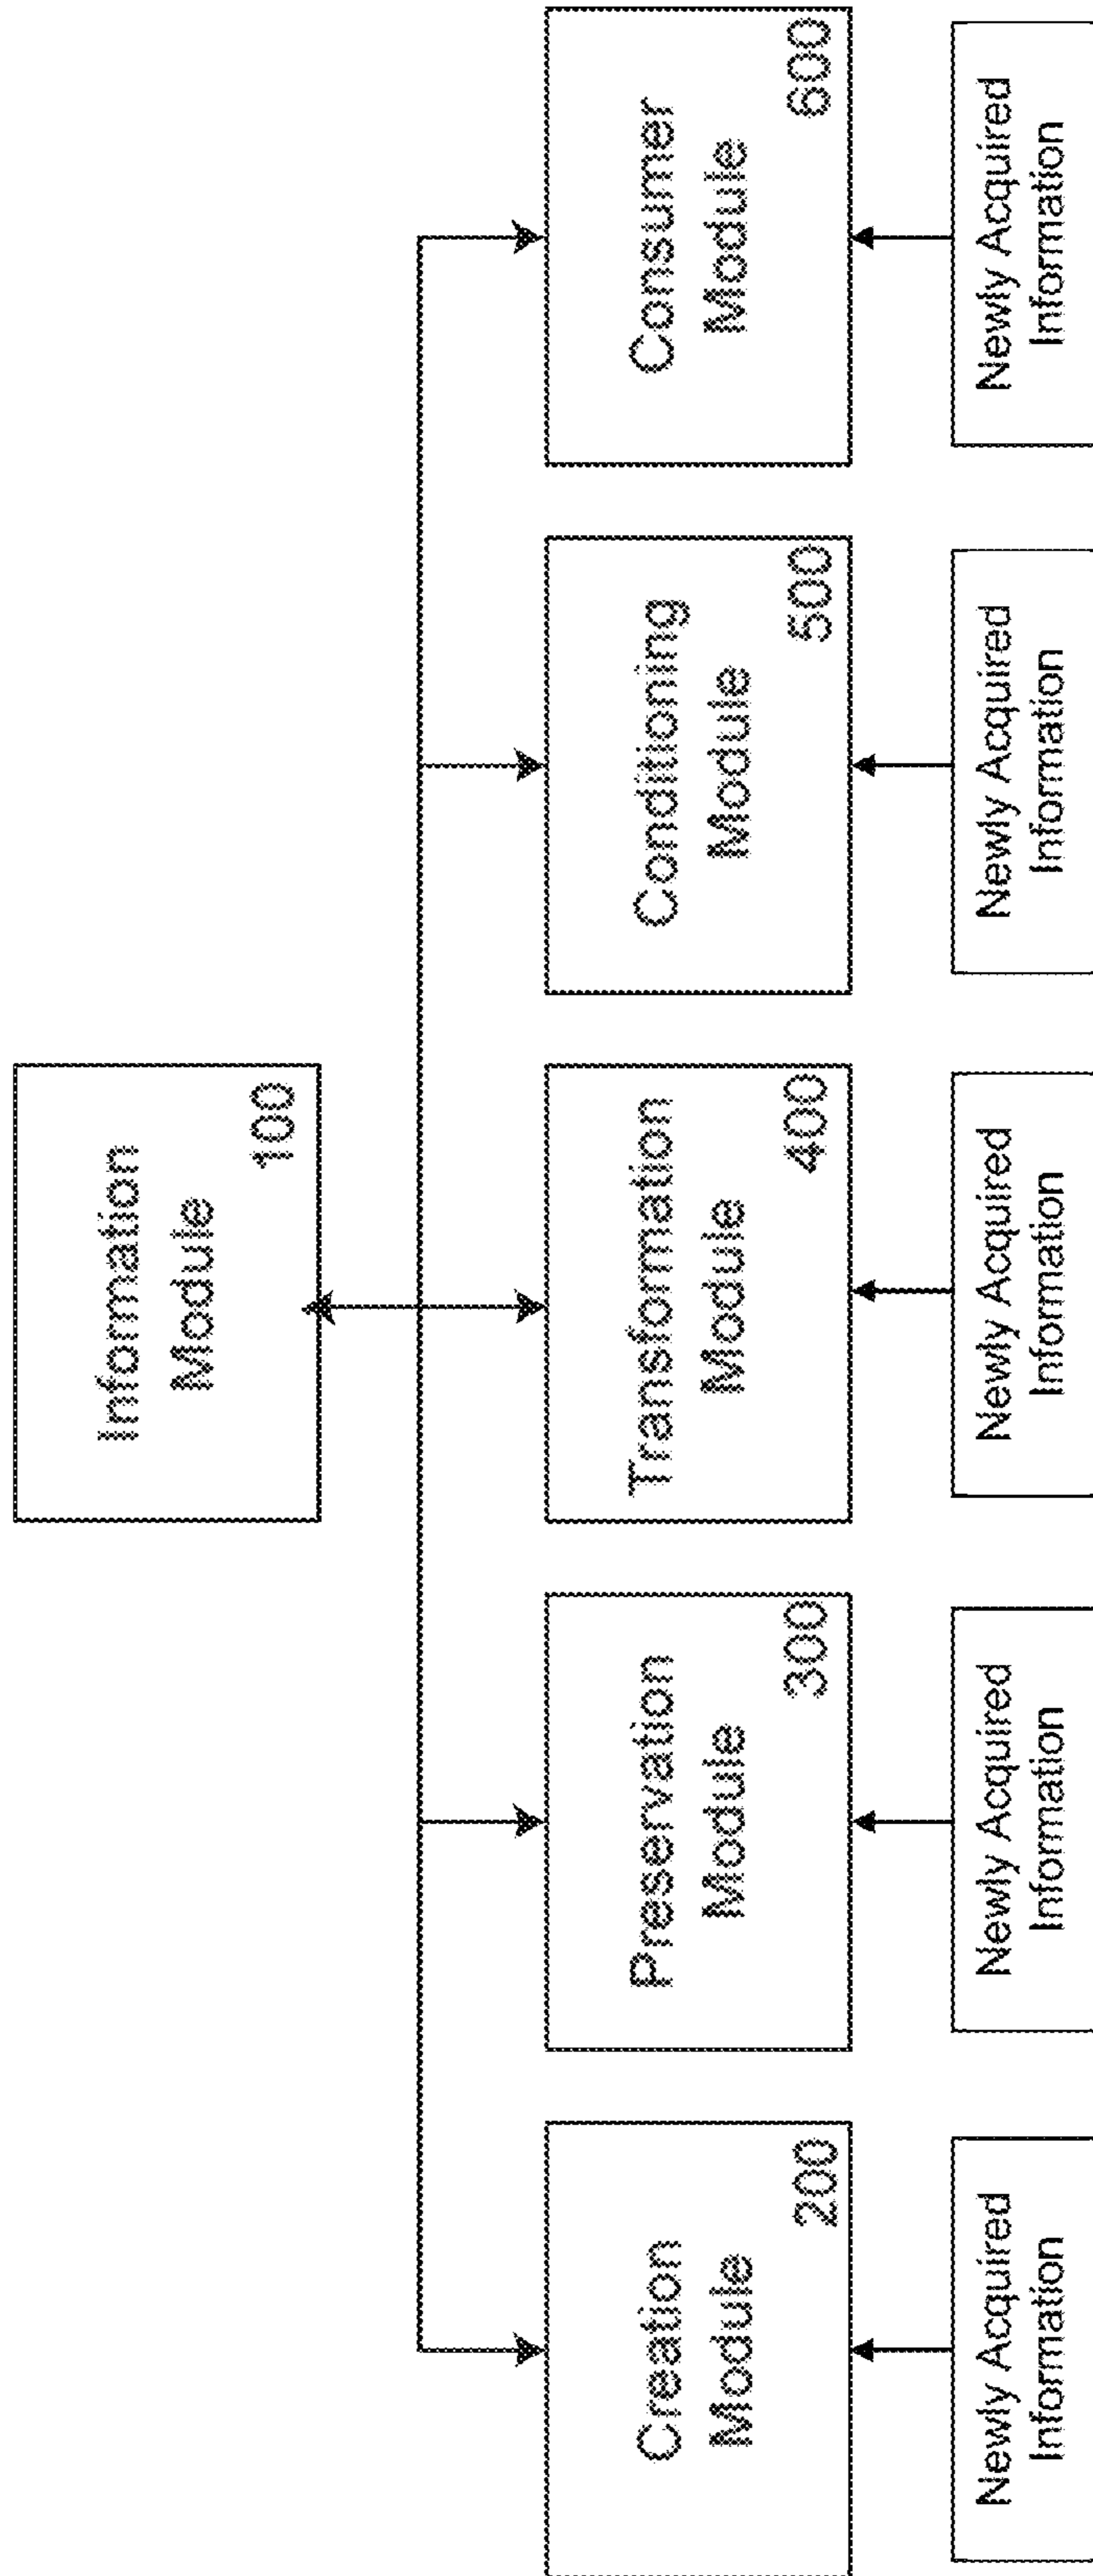 Information
Module
100
Creation
Module
200
Preservation
Module
300
Transformation
Module
400
Conditioning
Module
500
Consumer
Module
600
Newly Acquired
Information
Newly Acquired
Information
Newly Acquired
Information
Newly Acquired
Information
Newly Acquired
Information